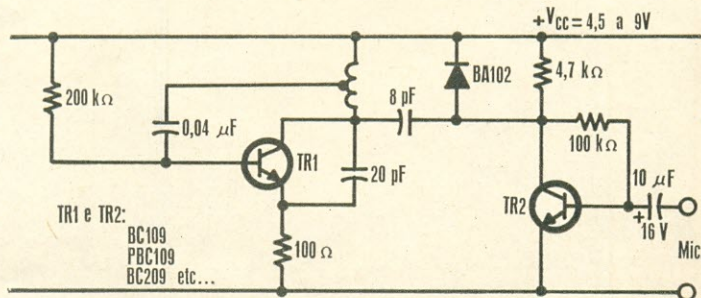 +Vcc = 4,5 a 9V
200 kΩ
0,04 μF
8 pF
BA102
4,7 kΩ
100 kΩ
TR1
20 pF
10 μF
TR2
+
16 V
Mic
TR1 e TR2:
BC109
PBC109
BC209 etc...
100 Ω